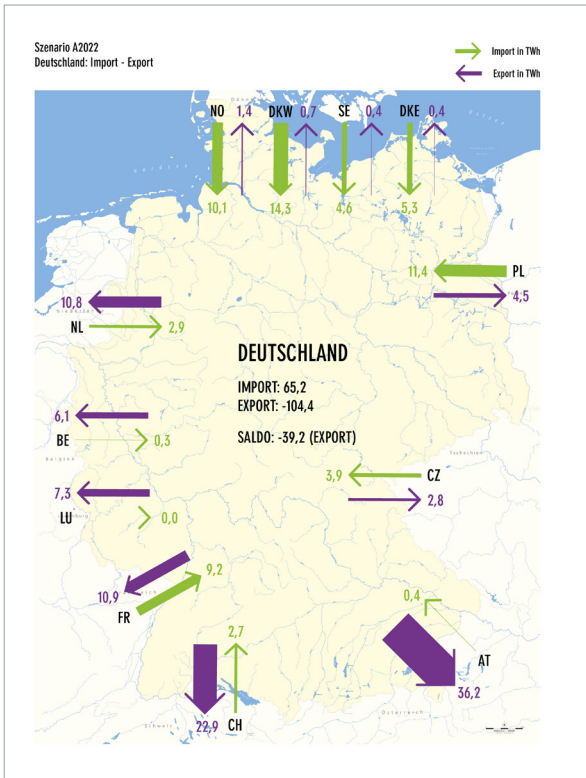 Szenario A2022
Deutschland: Import - Export
Import in TWh
Export in TWh
NO 1,4 DKW 0,7 SE 0,4 DKE 0,4
10,1 14,3 4,6 5,3
11,4 PL
4,5
10,8
NL 2,9
DEUTSCHLAND
IMPORT: 65,2
EXPORT: -104,4
SALDO: -39,2 (EXPORT)
6,1
BE 0,3
Tschechien
3,9 CZ
2,8
7,3
LU 0,0
9,2
10,9
FR
0,4
AT
36,2
2,7
22,9 CH
Schweiz
Österreich